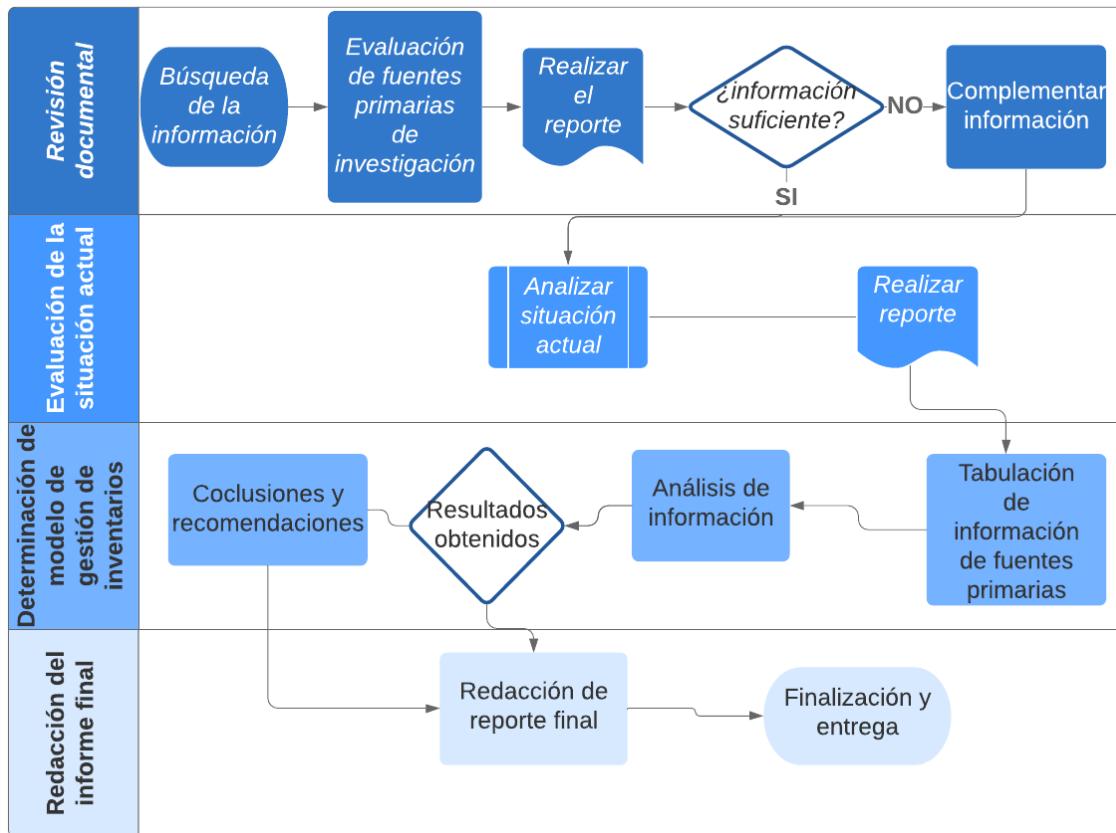 Revisión
documental
Búsqueda
de la
información
Evaluación
de fuentes
primarias
de
investigación
Realizar
el
reporte
¿información
suficiente?
NO
Complementar
información
SI
Evaluación de la
situación actual
Analizar
situación
actual
Realizar
reporte
Determinación de
modelo de
gestión de
inventarios
Coclusiones y
recomendaciones
Resultados
obtenidos
Análisis de
información
Tabulación
de
información
de fuentes
primarias
Redacción del
informe final
Redacción de
reporte final
Finalización y
entrega